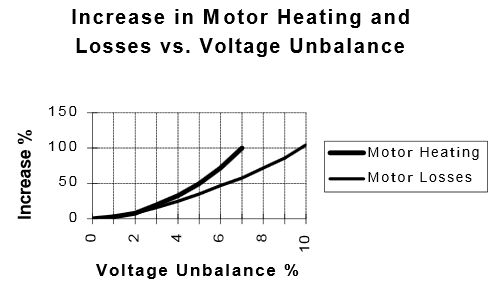 Increase in Motor Heating and
Losses vs. Voltage Unbalance
150
100
50
0
Increase %
0
2
4
6
8
10
Voltage Unbalance %
Motor Heating
Motor Losses